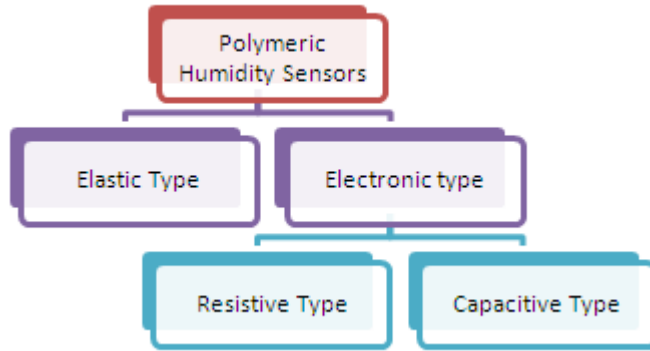 Polymeric
Humidity Sensors
Elastic Type
Electronic type
Resistive Type
Capacitive Type